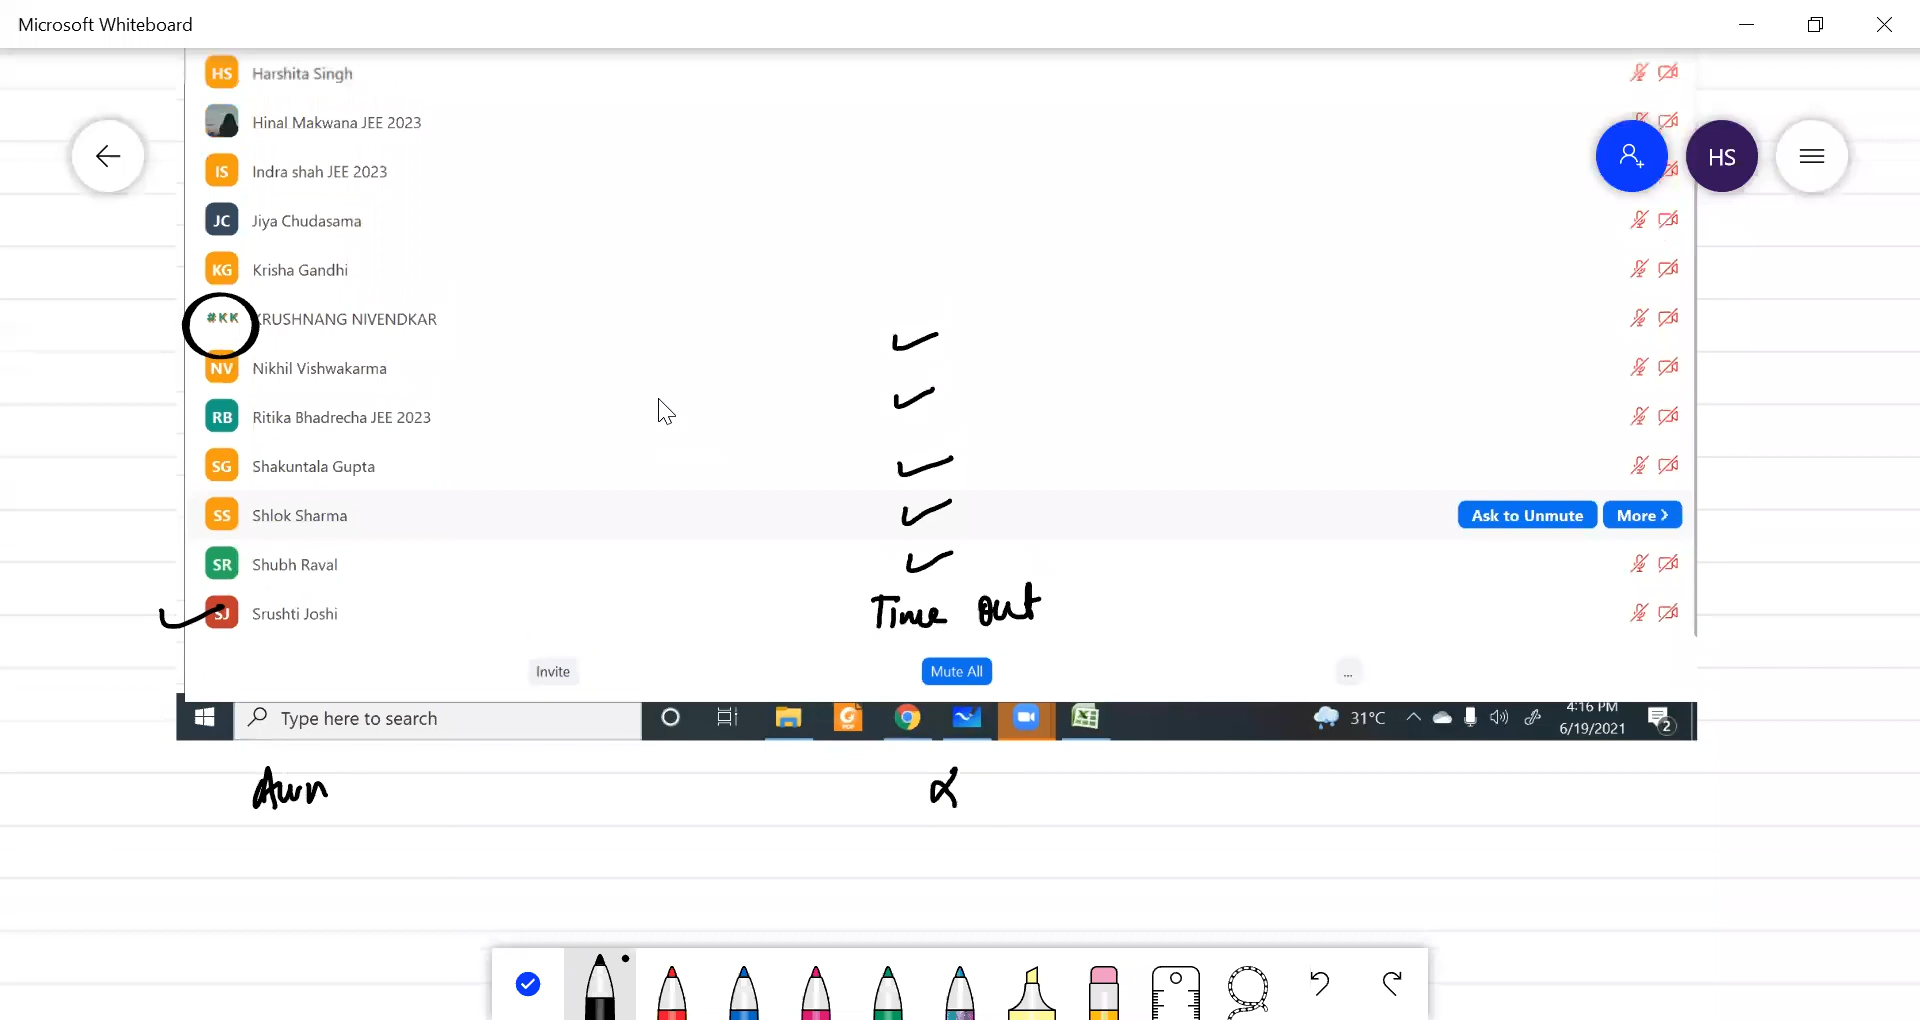 Microsoft Whiteboard
HS Harshita Singh
Hinal Makwana JEE 2023
IS Indra shah JEE 2023
HS
JC Jiya Chudasama
KG Krisha Gandhi
#KK KRUSHNANG NIVENDKAR
NV Nikhil Vishwakarma
RB Ritika Bhadrecha JEE 2023
SG Shakuntala Gupta
SS Shlok Sharma Ask to Unmute More >
SR Shubh Raval
Time out
SJ Srushti Joshi
Invite Mute All ...
Type here to search 31°C 4:16 PM
6/19/2021 2
α